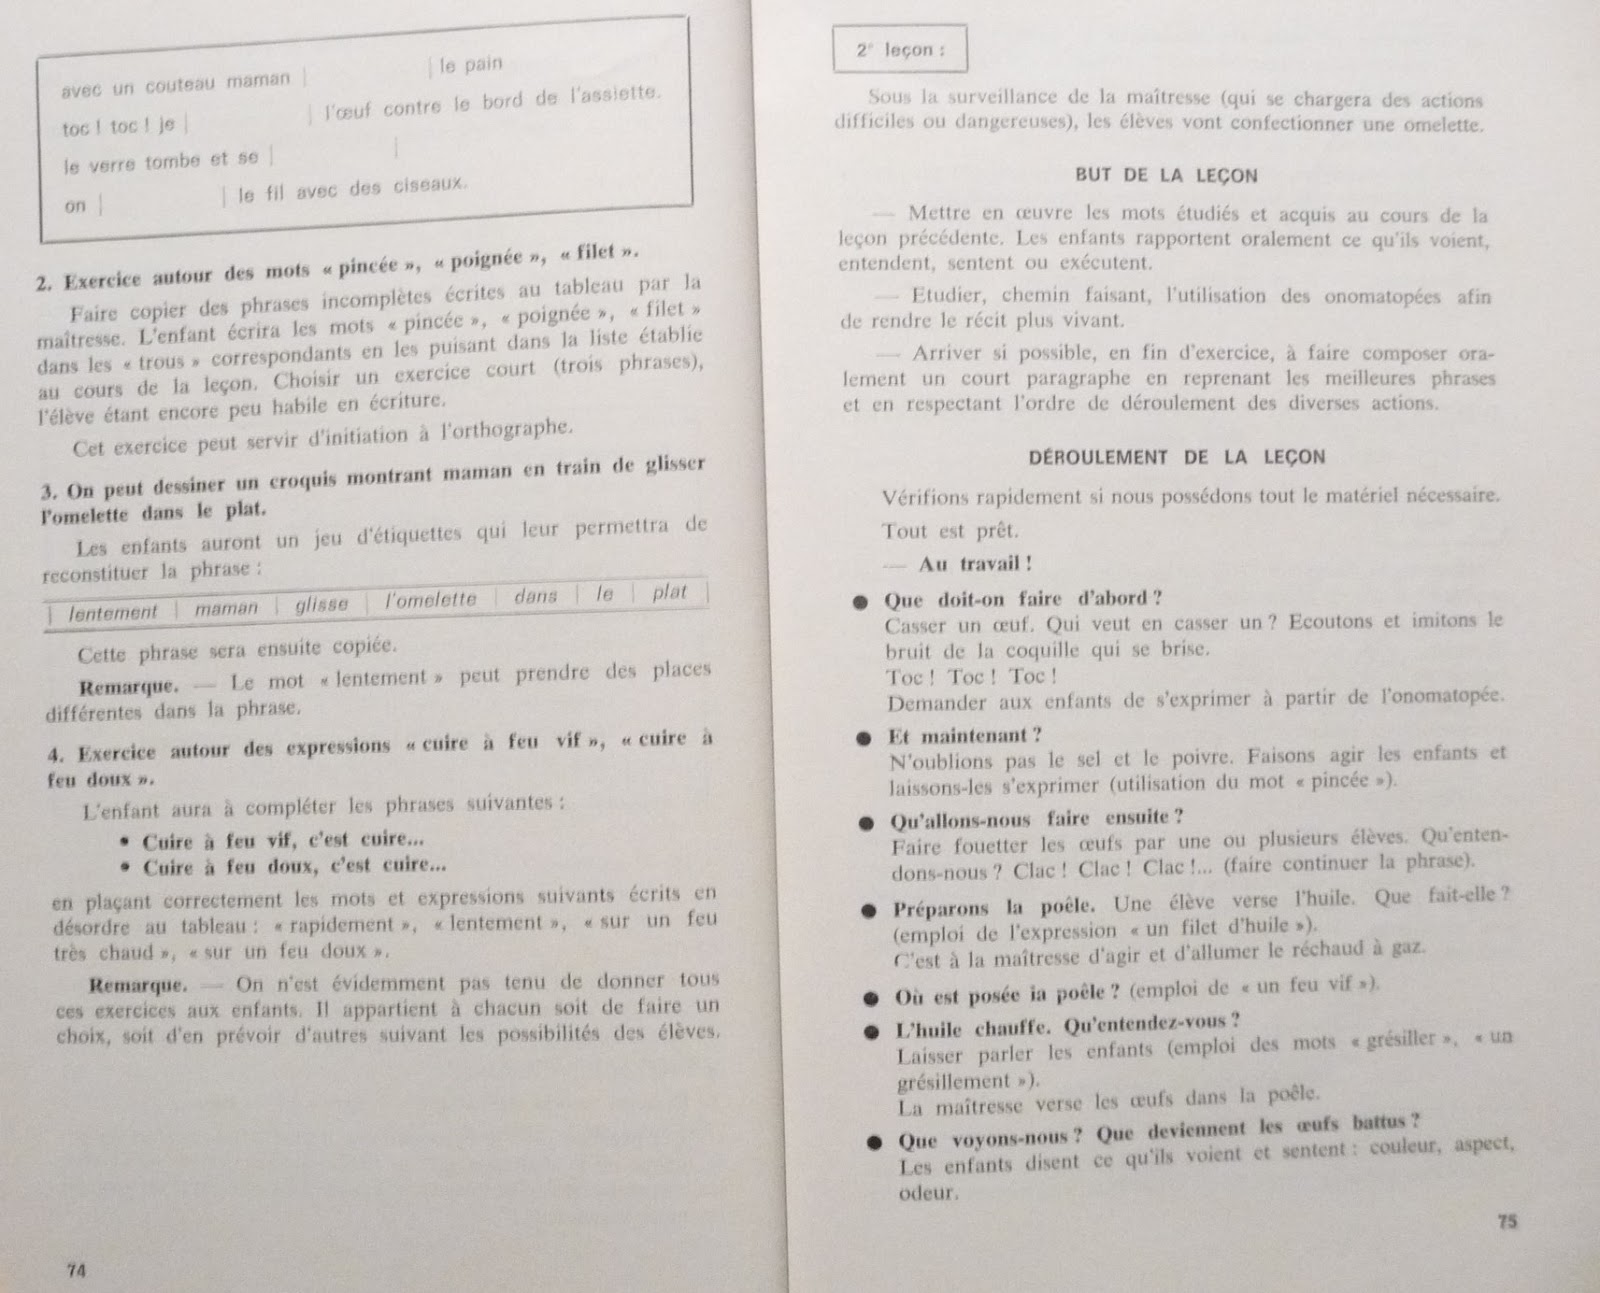 avec un couteau maman | | le pain
toc ! toc ! je | | l'œuf contre le bord de l'assiette.
le verre tombe et se | |
on | | le fil avec des ciseaux.
2. Exercice autour des mots « pincée », « poignée », « filet ».
Faire copier des phrases incomplètes écrites au tableau par la
maîtresse. L'enfant écrira les mots « pincée », « poignée », « filet »
dans les « trous » correspondants en les puisant dans la liste établie
au cours de la leçon. Choisir un exercice court (trois phrases),
l'élève étant encore peu habile en écriture.
Cet exercice peut servir d'initiation à l'orthographe.
3. On peut dessiner un croquis montrant maman en train de glisser
l'omelette dans le plat.
Les enfants auront un jeu d'étiquettes qui leur permettra de
reconstituer la phrase :
| lentement | maman | glisse | l'omelette | dans | le | plat |
Cette phrase sera ensuite copiée.
Remarque. — Le mot « lentement » peut prendre des places
différentes dans la phrase.
4. Exercice autour des expressions « cuire à feu vif », « cuire à
feu doux ».
L'enfant aura à compléter les phrases suivantes :
• Cuire à feu vif, c'est cuire...
• Cuire à feu doux, c'est cuire...
en plaçant correctement les mots et expressions suivants écrits en
désordre au tableau : « rapidement », « lentement », « sur un feu
très chaud », « sur un feu doux ».
Remarque. — On n'est évidemment pas tenu de donner tous
ces exercices aux enfants. Il appartient à chacun soit de faire un
choix, soit d'en prévoir d'autres suivant les possibilités des élèves.
74
2e leçon :
Sous la surveillance de la maîtresse (qui se chargera des actions
difficiles ou dangereuses), les élèves vont confectionner une omelette.
BUT DE LA LEÇON
— Mettre en œuvre les mots étudiés et acquis au cours de la
leçon précédente. Les enfants rapportent oralement ce qu'ils voient,
entendent, sentent ou exécutent.
— Etudier, chemin faisant, l'utilisation des onomatopées afin
de rendre le récit plus vivant.
— Arriver si possible, en fin d'exercice, à faire composer ora-
lement un court paragraphe en reprenant les meilleures phrases
et en respectant l'ordre de déroulement des diverses actions.
DÉROULEMENT DE LA LEÇON
Vérifions rapidement si nous possédons tout le matériel nécessaire.
Tout est prêt.
— Au travail !
● Que doit-on faire d'abord ?
Casser un œuf. Qui veut en casser un ? Ecoutons et imitons le
bruit de la coquille qui se brise.
Toc ! Toc ! Toc !
Demander aux enfants de s'exprimer à partir de l'onomatopée.
● Et maintenant ?
N'oublions pas le sel et le poivre. Faisons agir les enfants et
laissons-les s'exprimer (utilisation du mot « pincée »).
● Qu'allons-nous faire ensuite ?
Faire fouetter les œufs par une ou plusieurs élèves. Qu'enten-
dons-nous ? Clac ! Clac ! Clac !... (faire continuer la phrase).
● Préparons la poêle. Une élève verse l'huile. Que fait-elle ?
(emploi de l'expression « un filet d'huile »).
C'est à la maîtresse d'agir et d'allumer le réchaud à gaz.
● Où est posée la poêle ? (emploi de « un feu vif »).
● L'huile chauffe. Qu'entendez-vous ?
Laisser parler les enfants (emploi des mots « grésiller », « un
grésillement »).
La maîtresse verse les œufs dans la poêle.
● Que voyons-nous ? Que deviennent les œufs battus ?
Les enfants disent ce qu'ils voient et sentent : couleur, aspect,
odeur.
75